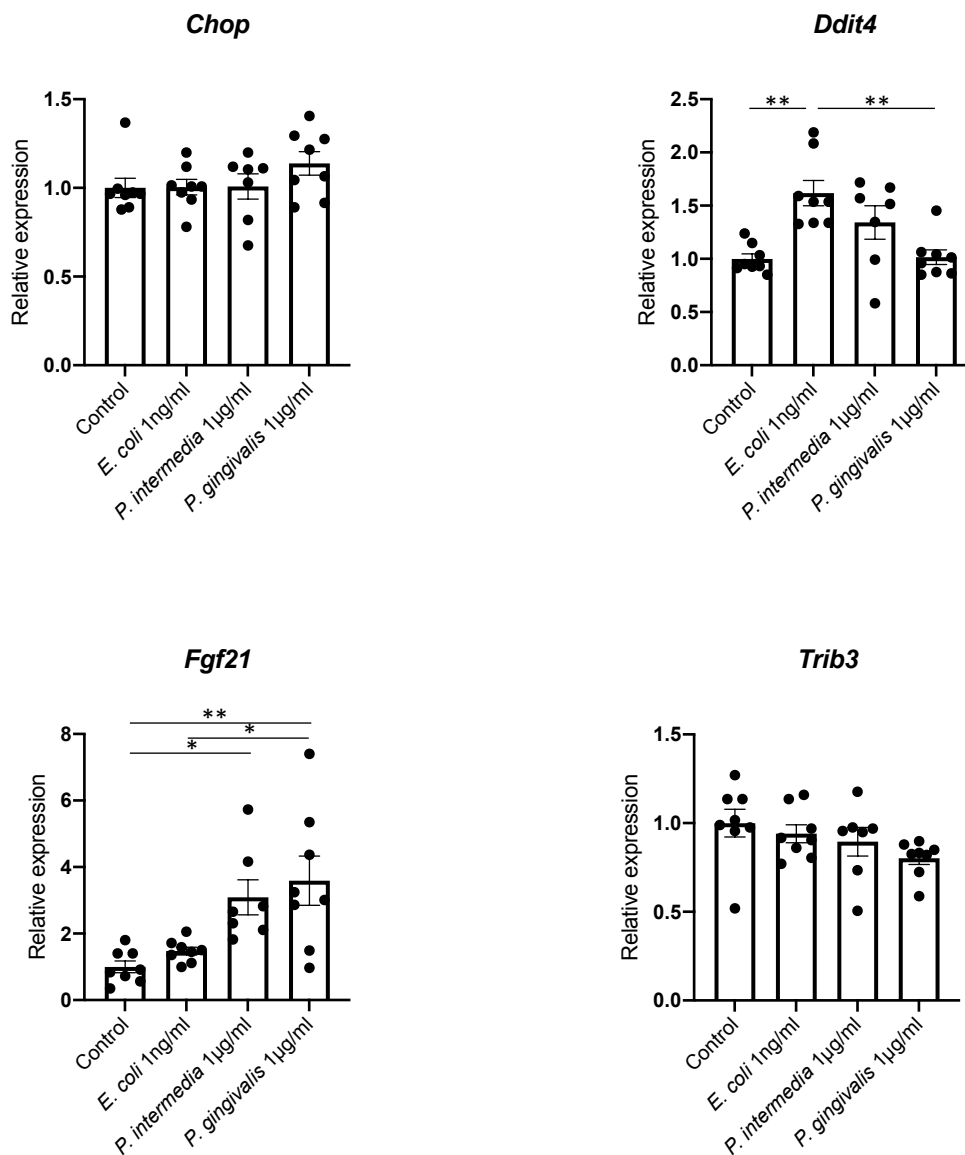 Chop
Relative expression
1.5
1.0
0.5
0.0
Control
E. coli 1ng/ml
P. intermedia 1µg/ml
P. gingivalis 1µg/ml
Ddit4
Relative expression
2.5
2.0
1.5
1.0
0.5
0.0
**
**
Control
E. coli 1ng/ml
P. intermedia 1µg/ml
P. gingivalis 1µg/ml
Fgf21
Relative expression
8
6
4
2
0
**
*
*
Control
E. coli 1ng/ml
P. intermedia 1µg/ml
P. gingivalis 1µg/ml
Trib3
Relative expression
1.5
1.0
0.5
0.0
Control
E. coli 1ng/ml
P. intermedia 1µg/ml
P. gingivalis 1µg/ml